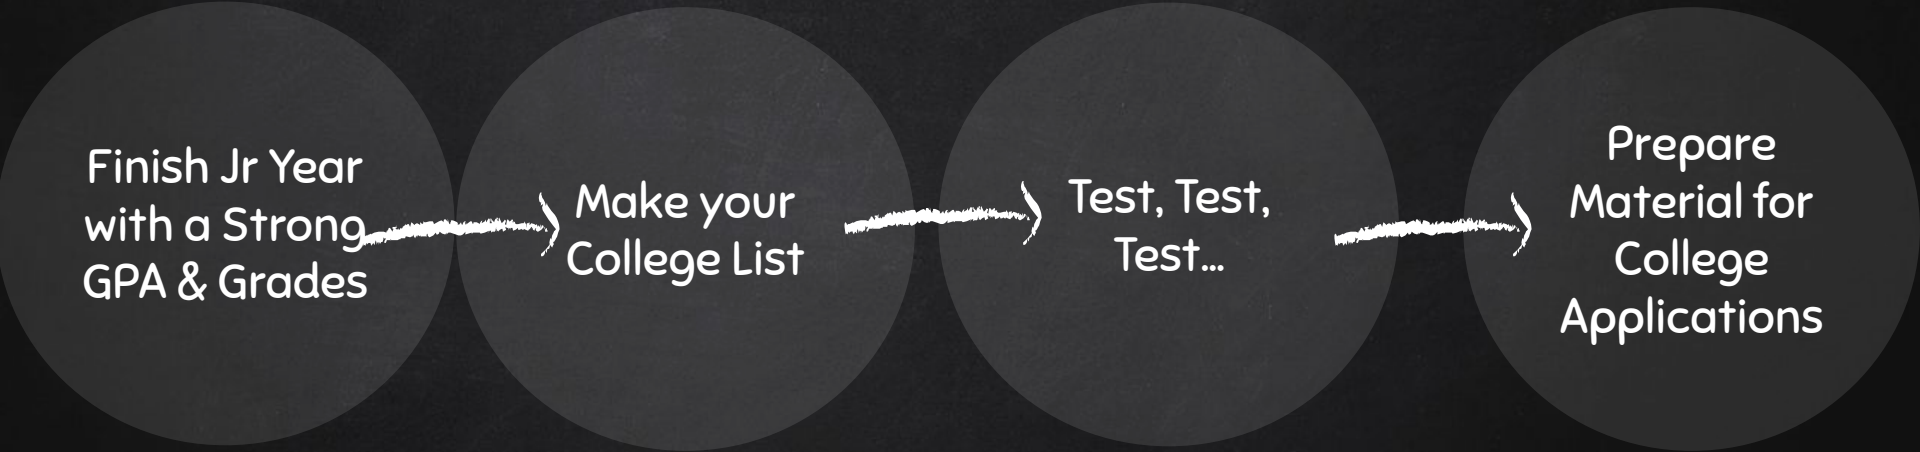 Finish Jr Year
with a Strong
GPA & Grades
Make your
College List
Test, Test,
Test...
Prepare
Material for
College
Applications